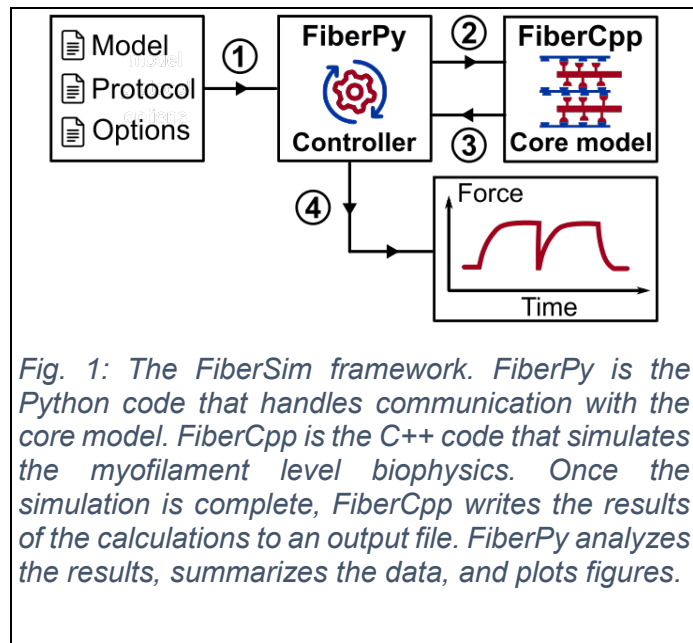 Model
Protocol
Options
①
FiberPy
Controller
②
③
FiberCpp
Core model
④
Force
Time
Fig. 1: The FiberSim framework. FiberPy is the
Python code that handles communication with the
core model. FiberCpp is the C++ code that simulates
the myofilament level biophysics. Once the
simulation is complete, FiberCpp writes the results
of the calculations to an output file. FiberPy analyzes
the results, summarizes the data, and plots figures.